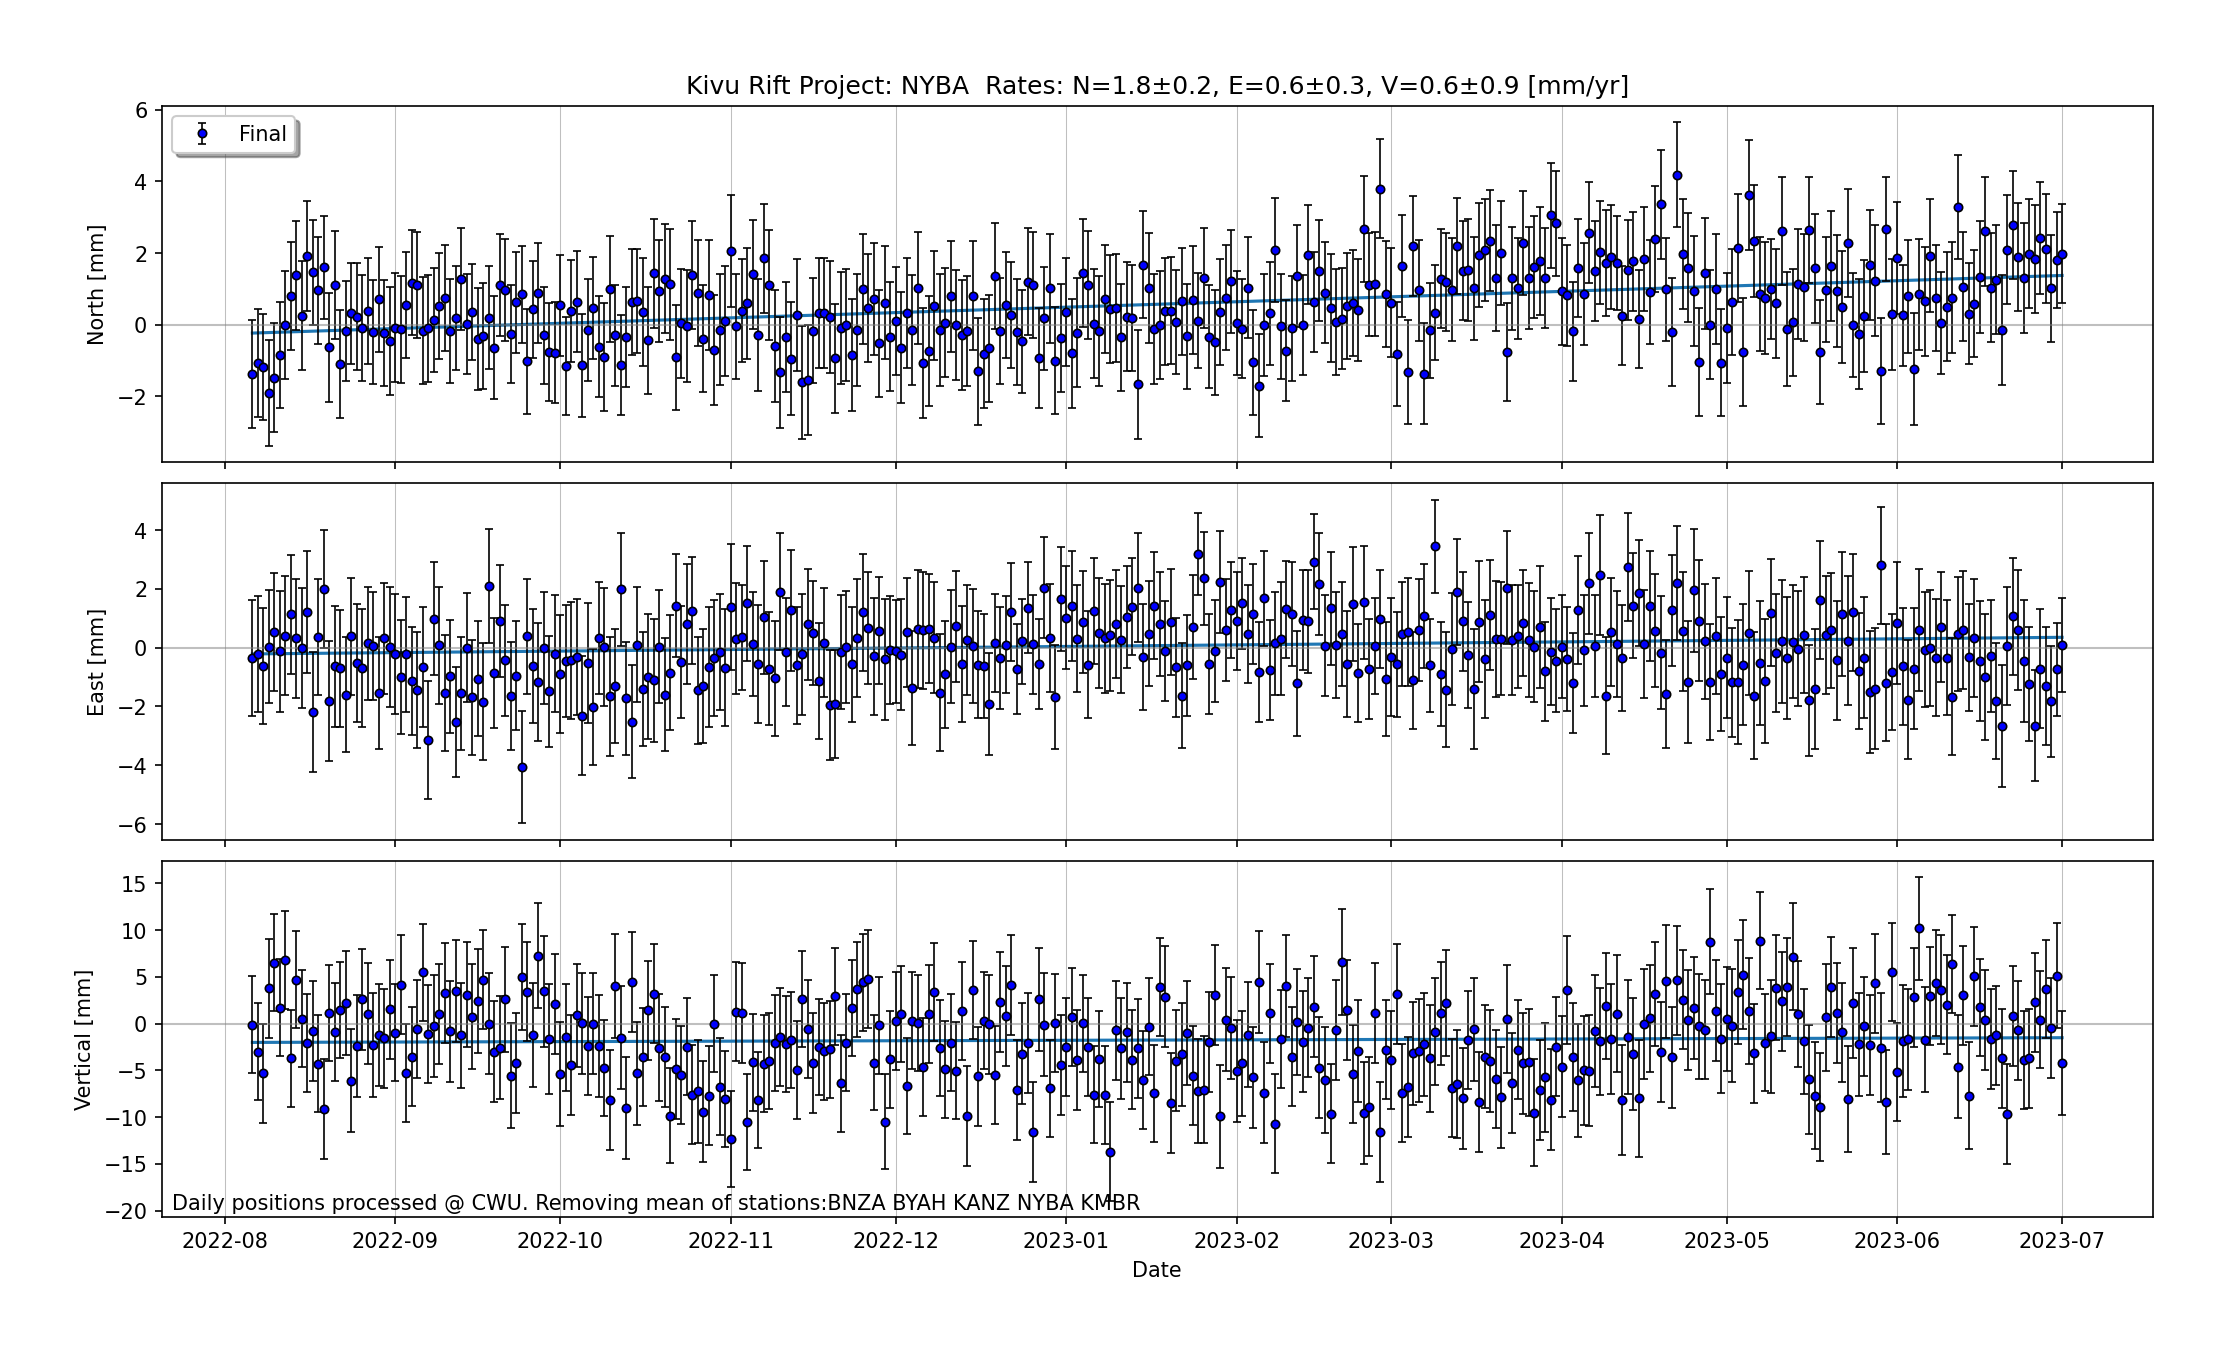 Kivu Rift Project: NYBA  Rates: N=1.8±0.2, E=0.6±0.3, V=0.6±0.9 [mm/yr]
Final
North [mm]
6
4
2
0
−2
East [mm]
4
2
0
−2
−4
−6
Vertical [mm]
15
10
5
0
−5
−10
−15
−20
Daily positions processed @ CWU. Removing mean of stations:BNZA BYAH KANZ NYBA KMBR
2022-08 2022-09 2022-10 2022-11 2022-12 2023-01 2023-02 2023-03 2023-04 2023-05 2023-06 2023-07
Date